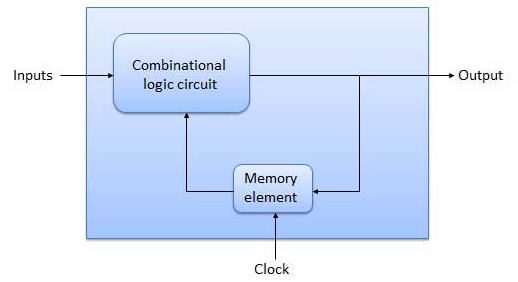 Combinational
logic circuit
Inputs
Output
Memory
element
Clock